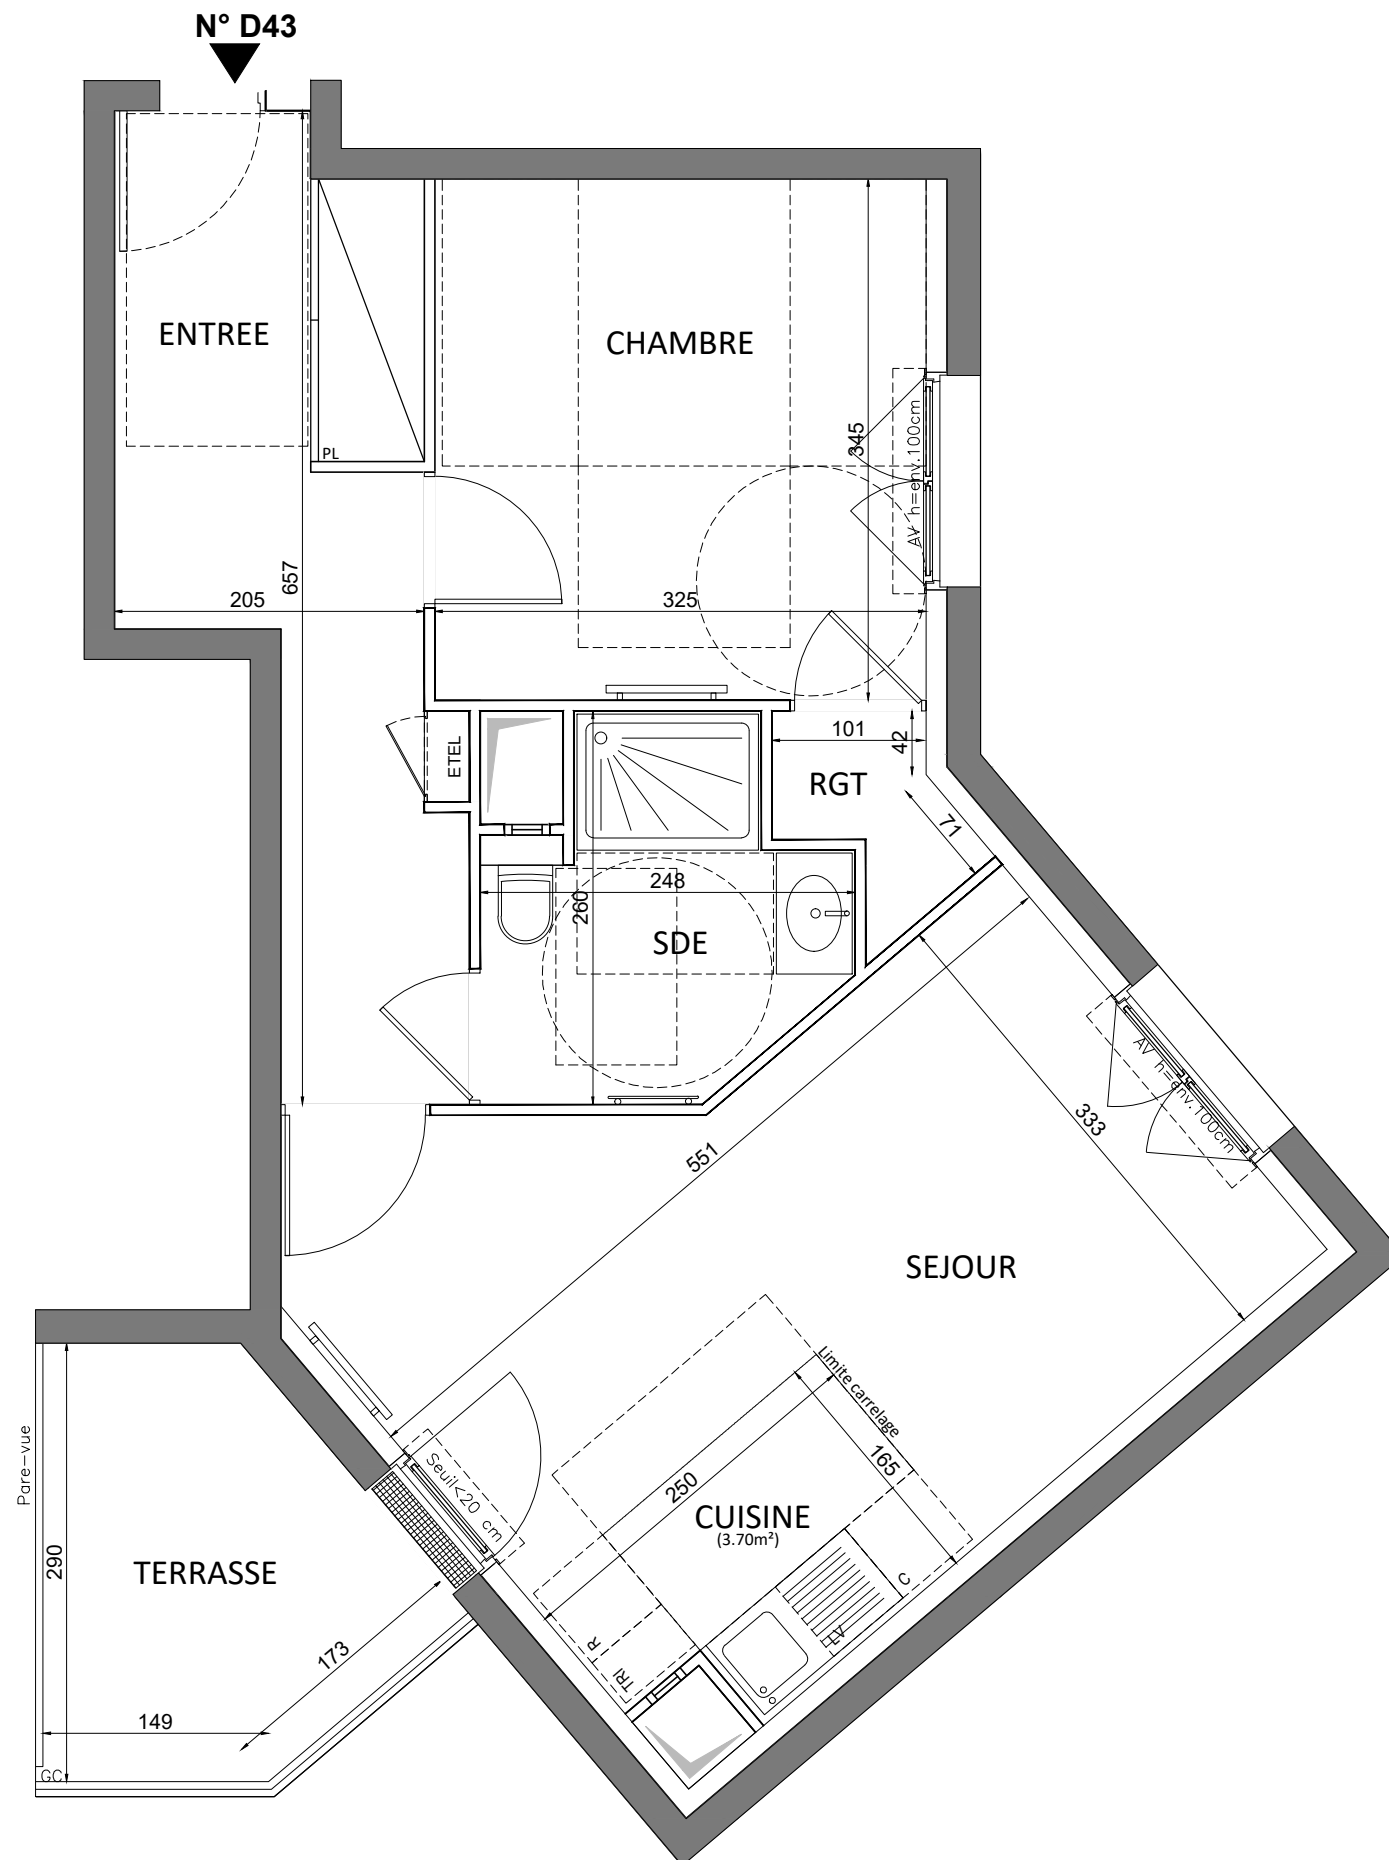 N° D43
ENTREE
CHAMBRE
PL
345
AV h=env.100cm
657
205
325
ETEL
101
42
RGT
71
248
260
SDE
AV h=env.100cm
333
551
SEJOUR
Limite carrelage
165
250
CUISINE
(3.70m²)
Seuil<20 cm
Pare-vue
290
TERRASSE
173
149
GC
R
TRI
LV
C